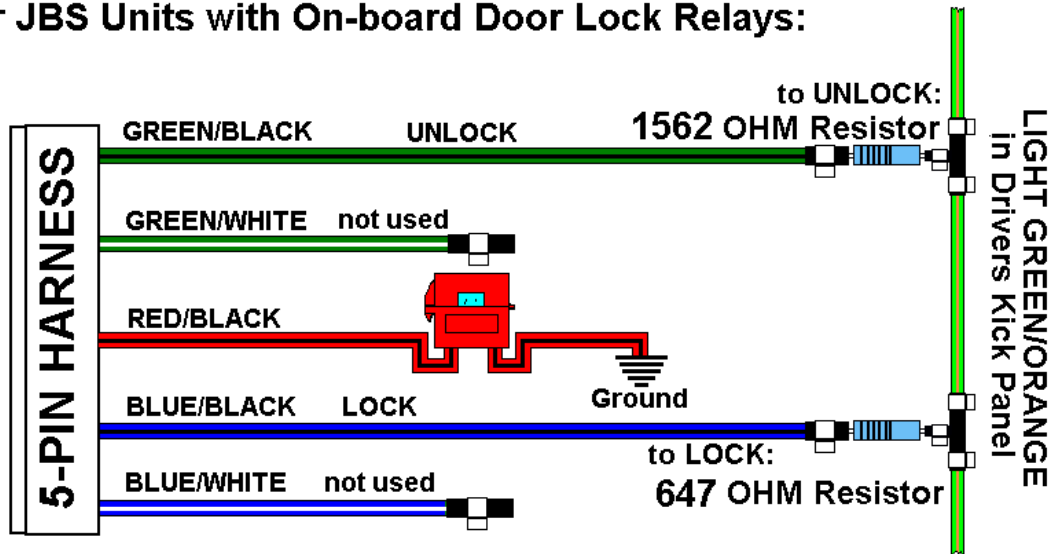 JBS Units with On-board Door Lock Relays:
to UNLOCK:
GREEN/BLACK UNLOCK 1562 OHM Resistor
GREEN/WHITE not used
RED/BLACK
Ground
BLUE/BLACK LOCK
to LOCK:
BLUE/WHITE not used
647 OHM Resistor
5-PIN HARNESS
LIGHT GREEN/ORANGE
in Drivers Kick Panel